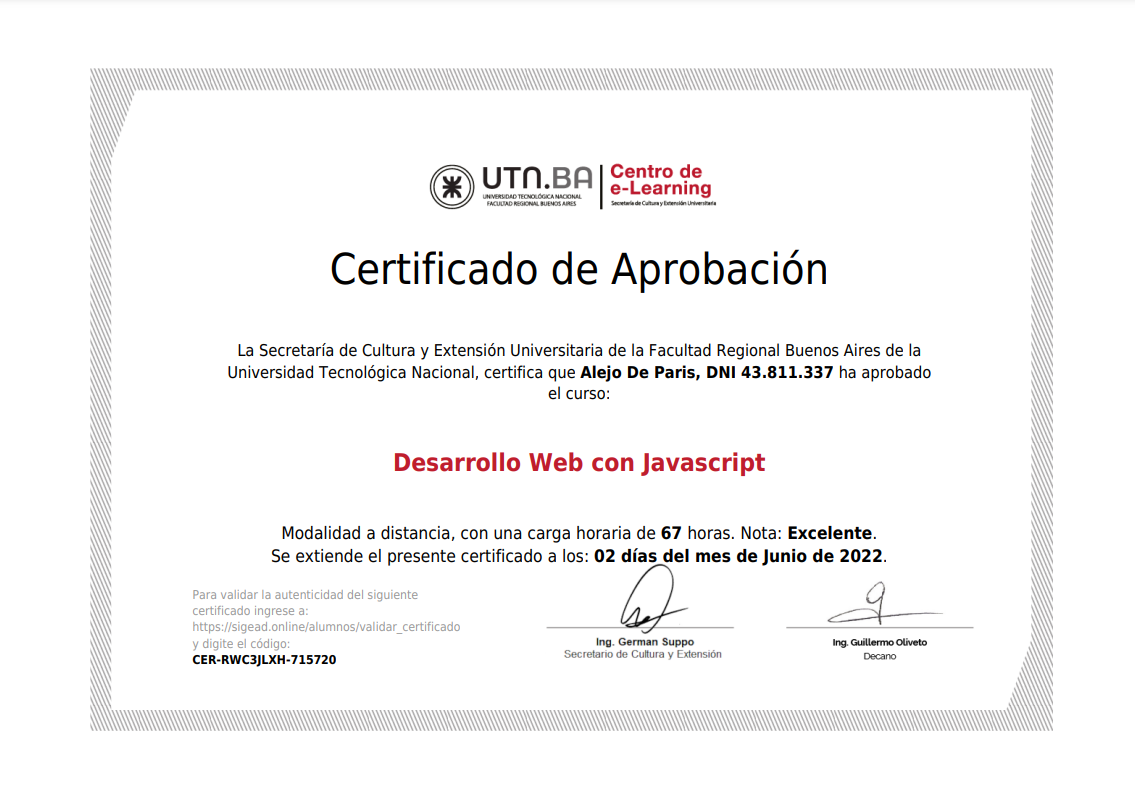 UTN.BA
UNIVERSIDAD TECNOLÓGICA NACIONAL
FACULTAD REGIONAL BUENOS AIRES
Centro de
e-Learning
Secretaría de Cultura y Extensión Universitaria
Certificado de Aprobación
La Secretaría de Cultura y Extensión Universitaria de la Facultad Regional Buenos Aires de la
Universidad Tecnológica Nacional, certifica que Alejo De Paris, DNI 43.811.337 ha aprobado
el curso:
Desarrollo Web con Javascript
Modalidad a distancia, con una carga horaria de 67 horas. Nota: Excelente.
Se extiende el presente certificado a los: 02 días del mes de Junio de 2022.
Para validar la autenticidad del siguiente
certificado ingrese a:
https://sigead.online/alumnos/validar_certificado
y digite el código:
CER-RWC3JLXH-715720
Ing. German Suppo
Secretario de Cultura y Extensión
Ing. Guillermo Oliveto
Decano